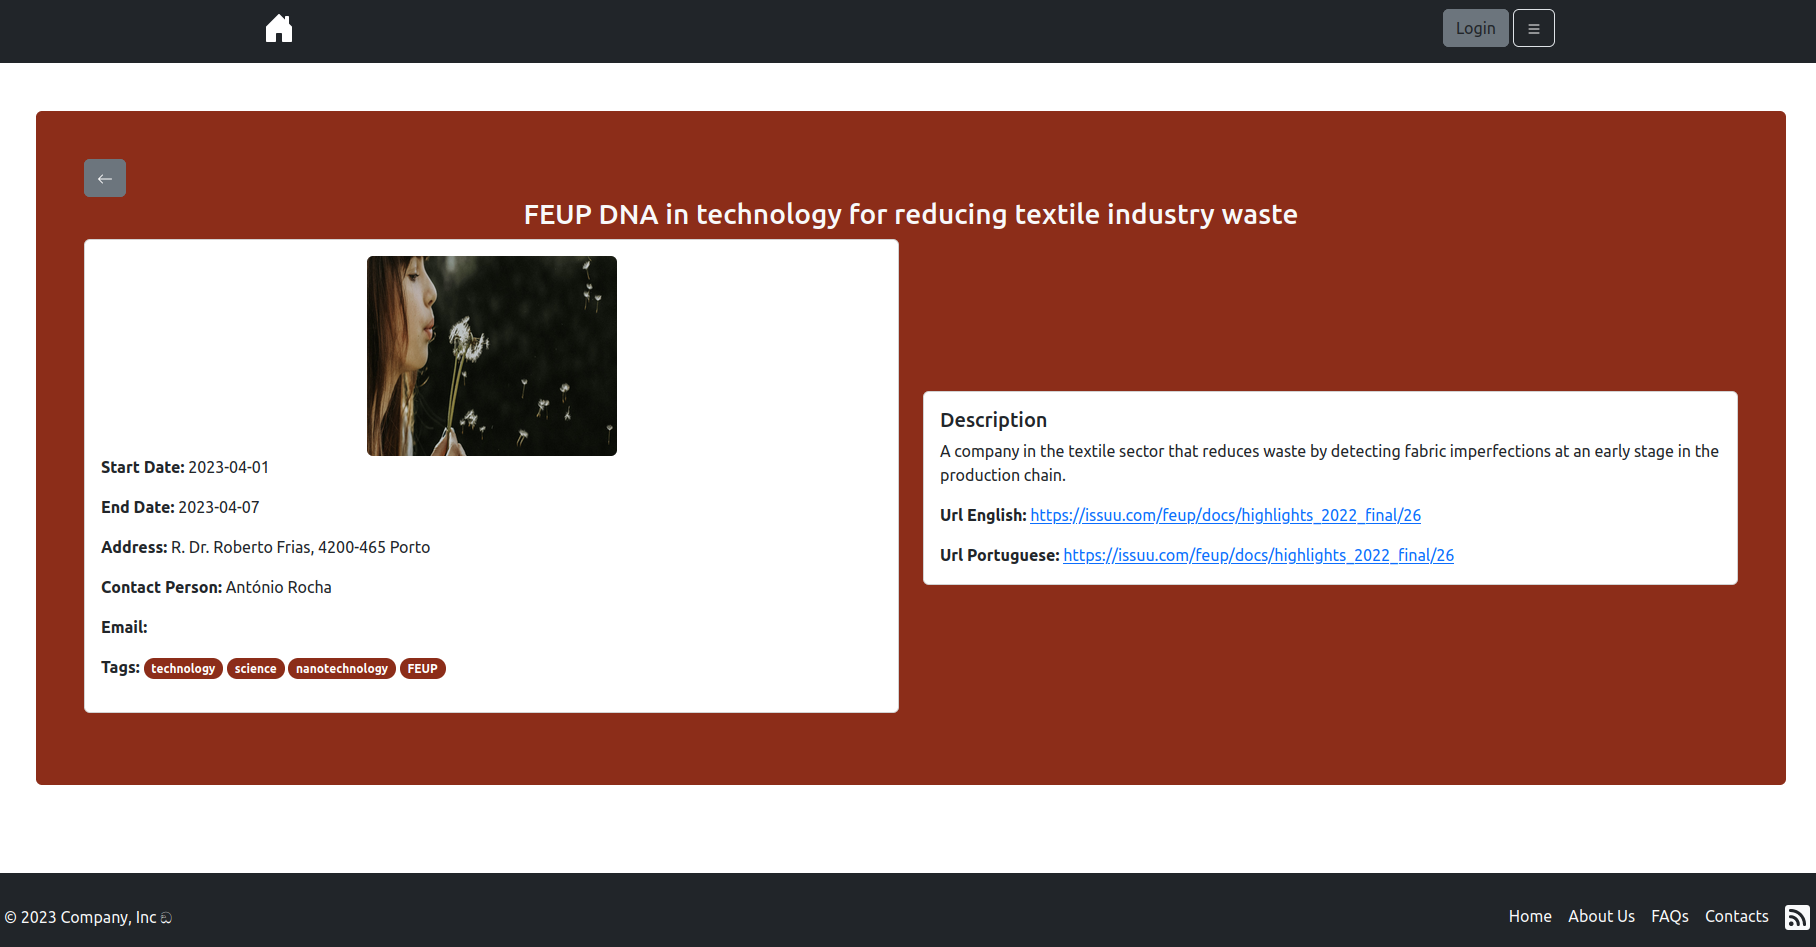 Login
FEUP DNA in technology for reducing textile industry waste
Start Date: 2023-04-01
End Date: 2023-04-07
Address: R. Dr. Roberto Frias, 4200-465 Porto
Contact Person: António Rocha
Email:
Tags: technology science nanotechnology FEUP
Description
A company in the textile sector that reduces waste by detecting fabric imperfections at an early stage in the
production chain.
Url English: https://issuu.com/feup/docs/highlights_2022_final/26
Url Portuguese: https://issuu.com/feup/docs/highlights_2022_final/26
© 2023 Company, Inc
Home About Us FAQs Contacts